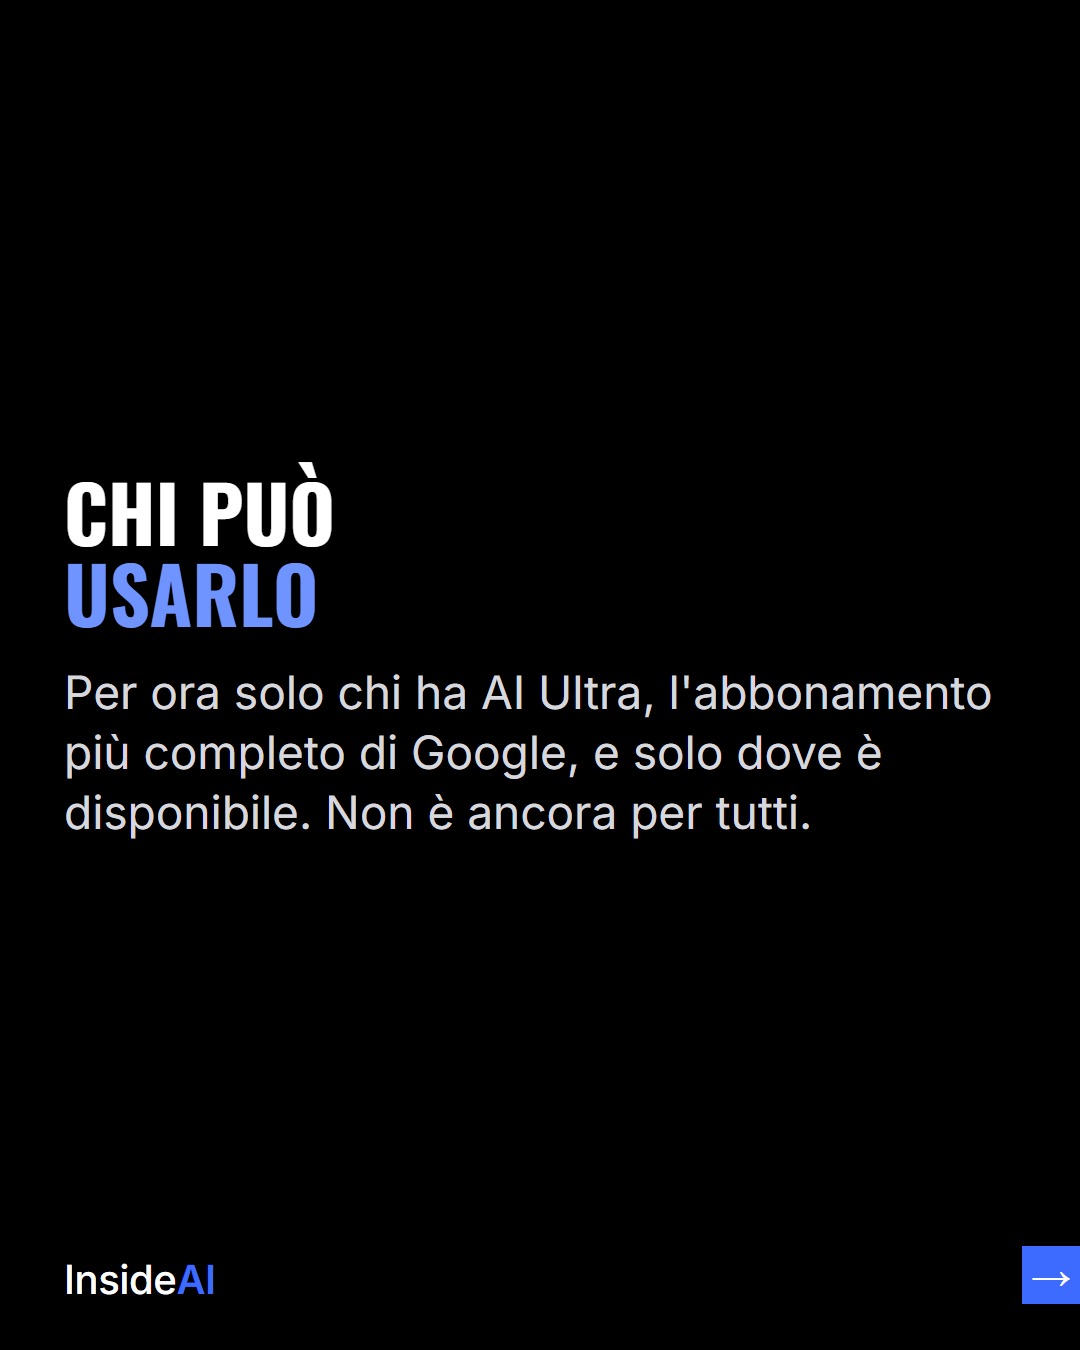 CHI PUÒ
USARLO
Per ora solo chi ha AI Ultra, l'abbonamento
più completo di Google, e solo dove è
disponibile. Non è ancora per tutti.
InsideAI
→